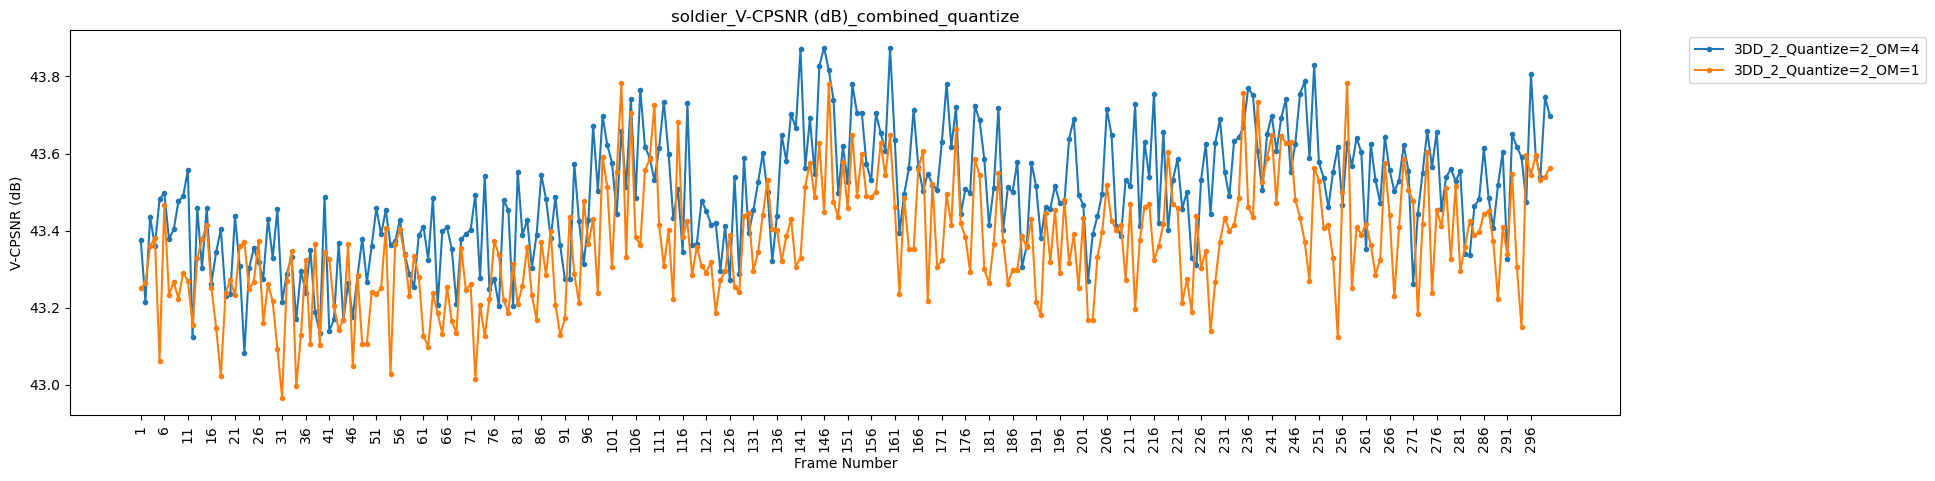 soldier_V-CPSNR (dB)_combined_quantize
3DD_2_Quantize=2_OM=4
3DD_2_Quantize=2_OM=1
V-CPSNR (dB)
43.8
43.6
43.4
43.2
43.0
1 6 11 16 21 26 31 36 41 46 51 56 61 66 71 76 81 86 91 96 101 106 111 116 121 126 131 136 141 146 151 156 161 166 171 176 181 186 191 196 201 206 211 216 221 226 231 236 241 246 251 256 261 266 271 276 281 286 291 296
Frame Number